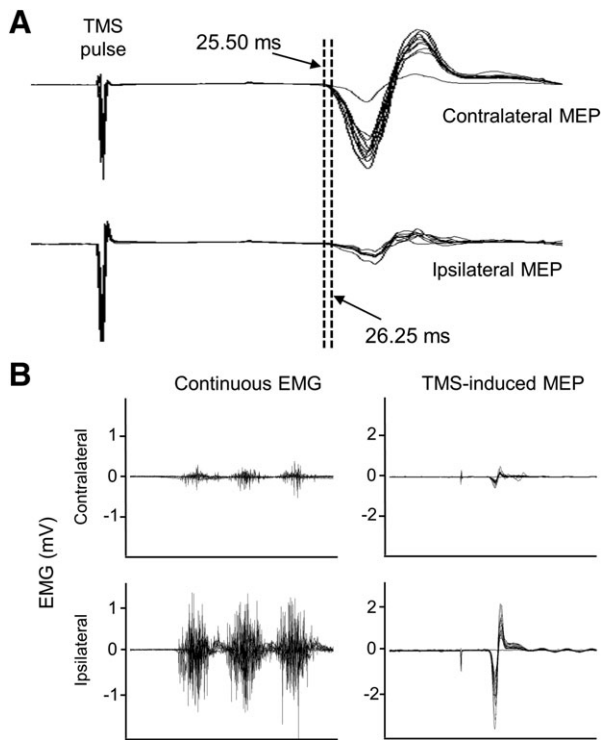 A
TMS
pulse
25.50 ms
Contralateral MEP
Ipsilateral MEP
26.25 ms
B
Continuous EMG
TMS-induced MEP
EMG (mV)
Contralateral
1
0
-1
2
0
-2
Ipsilateral
1
0
-1
2
0
-2